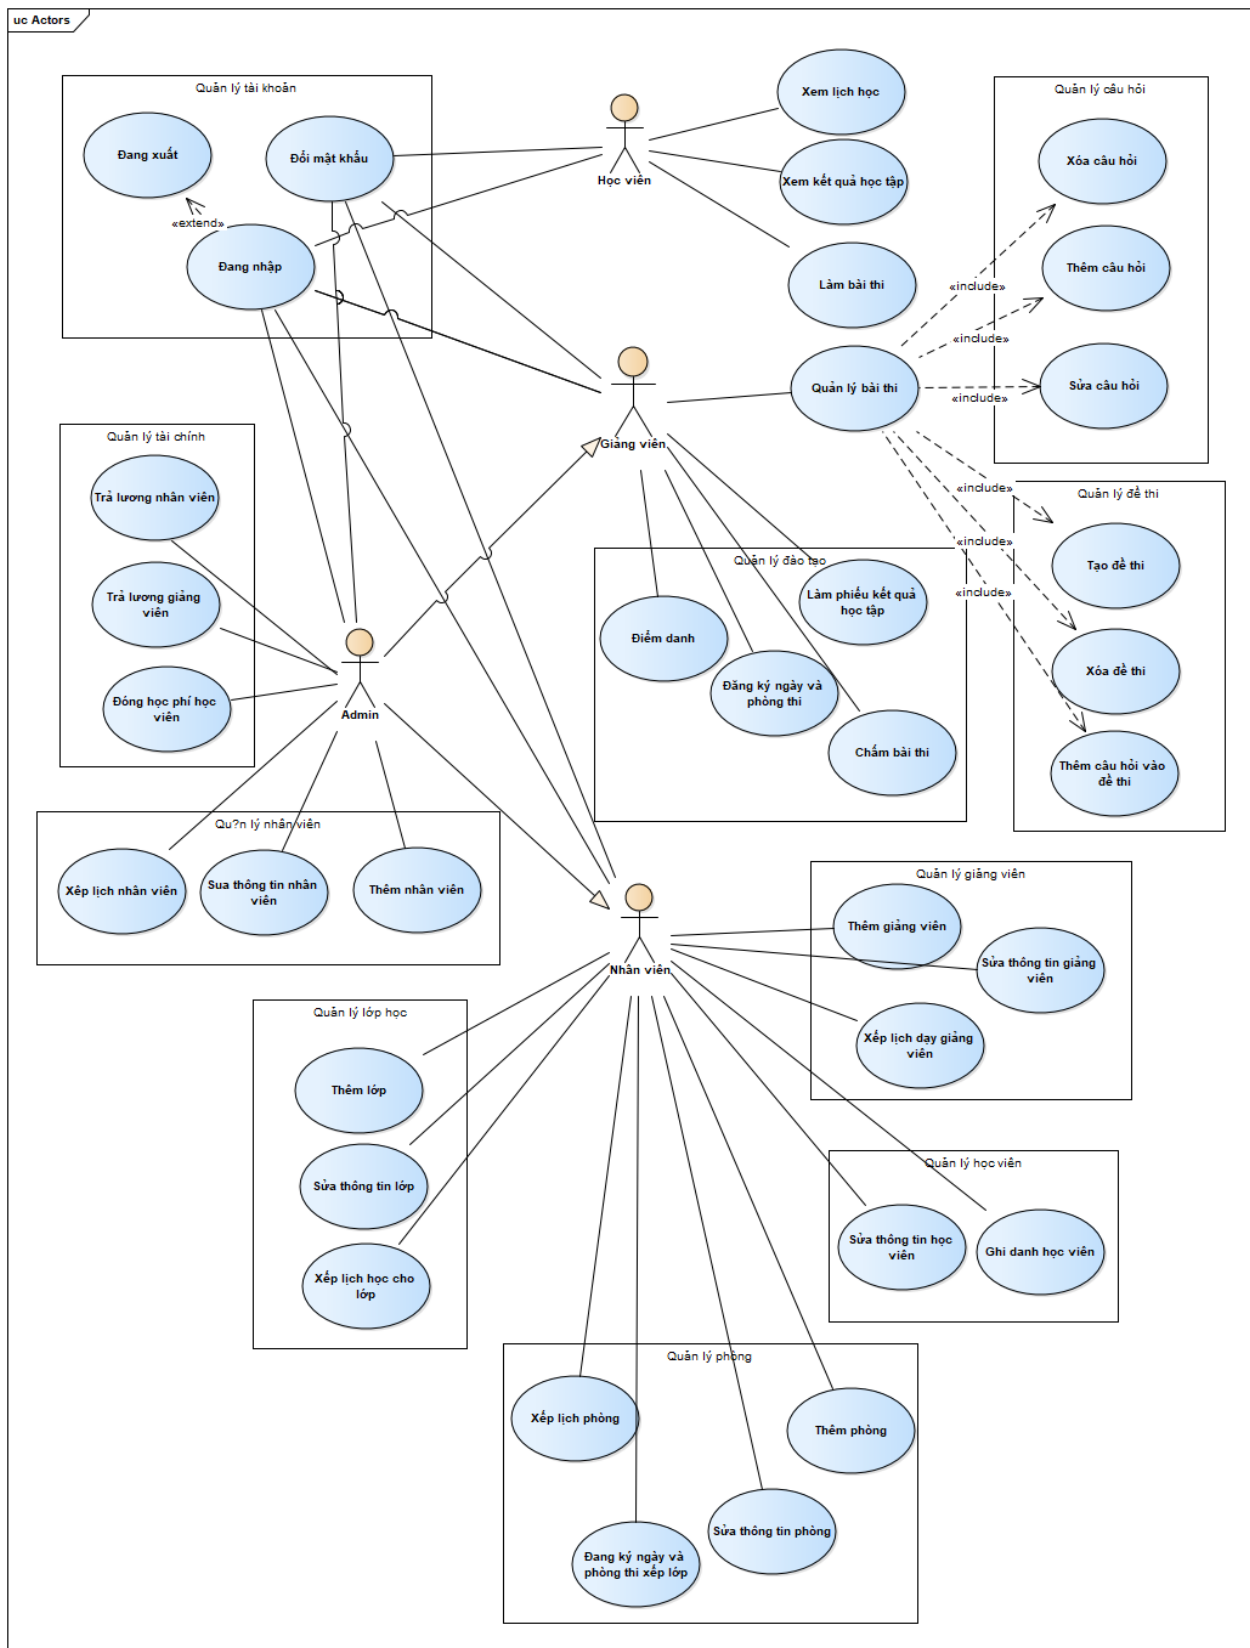 uc Actors
Quản lý tài khoản
Đang xuất
Đổi mật khẩu
«extend»
Đang nhập
Học viên
Xem lịch học
Xem kết quả học tập
Làm bài thi
Quản lý câu hỏi
Xóa câu hỏi
Thêm câu hỏi
Sửa câu hỏi
«include»
«include»
«include»
Quản lý bài thi
Giảng viên
Quản lý tài chính
Trả lương nhân viên
Trả lương giảng
viên
Đóng học phí học
viên
Admin
«include»
«include»
«include»
Quản lý đề thi
Tạo đề thi
Xóa đề thi
Thêm câu hỏi vào
đề thi
Quản lý đào tạo
Làm phiếu kết quả
học tập
Điểm danh
Đăng ký ngày và
phòng thi
Chấm bài thi
Qu?n lý nhân viên
Xếp lịch nhân viên
Sua thông tin nhân
viên
Thêm nhân viên
Nhân viên
Quản lý giảng viên
Thêm giảng viên
Sửa thông tin giảng
viên
Xếp lịch dạy giảng
viên
Quản lý lớp học
Thêm lớp
Sửa thông tin lớp
Xếp lịch học cho
lớp
Quản lý học viên
Sửa thông tin học
viên
Ghi danh học viên
Quản lý phòng
Xếp lịch phòng
Thêm phòng
Sửa thông tin phòng
Đang ký ngày và
phòng thi xếp lớp